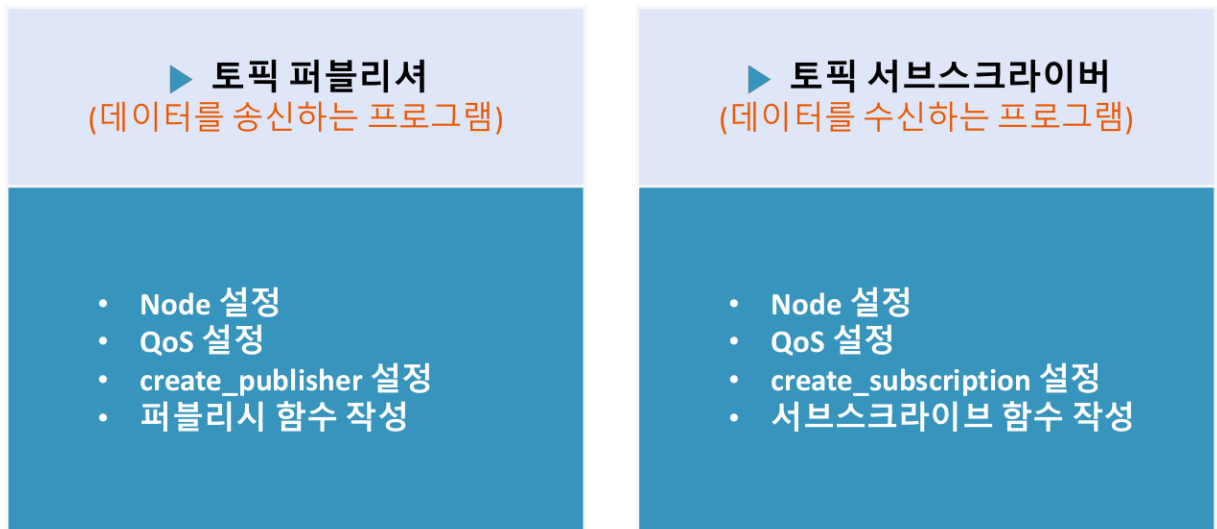 ▶ 토픽 퍼블리셔
(데이터를 송신하는 프로그램)
• Node 설정
• QoS 설정
• create_publisher 설정
• 퍼블리시 함수 작성
▶ 토픽 서브스크라이버
(데이터를 수신하는 프로그램)
• Node 설정
• QoS 설정
• create_subscription 설정
• 서브스크라이브 함수 작성